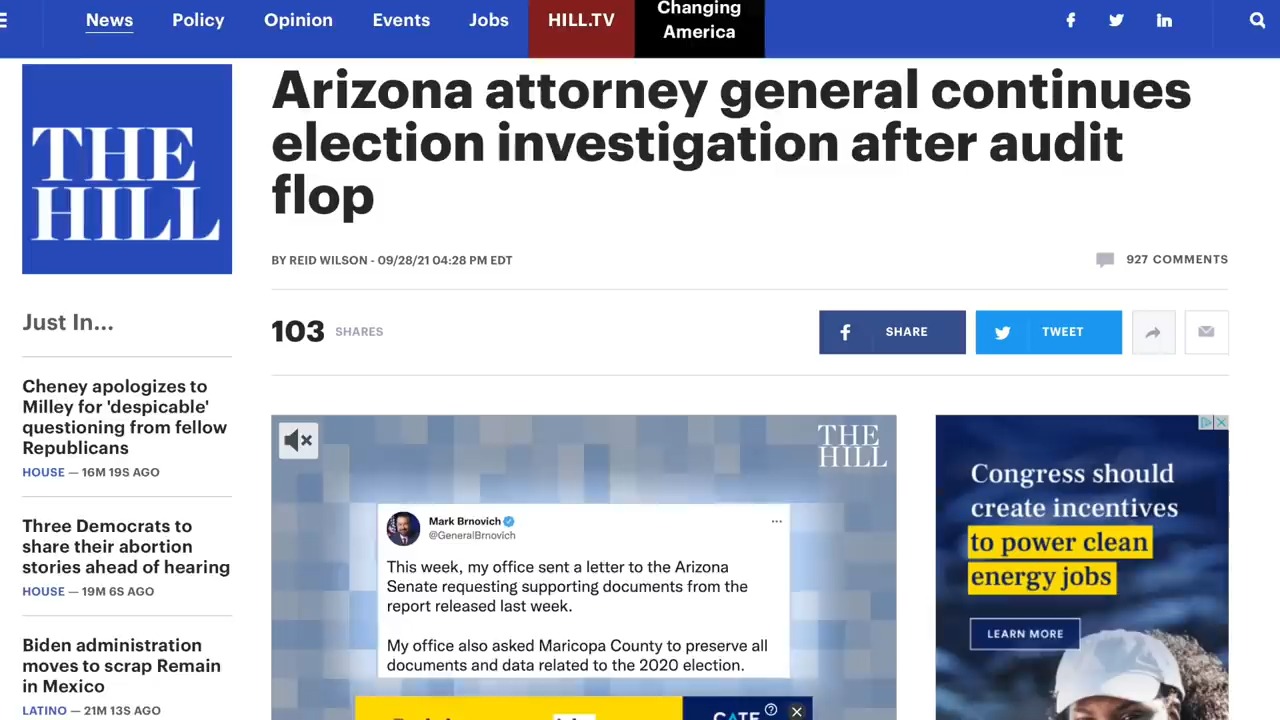 News
Policy
Opinion
Events
Jobs
HILL.TV
Changing
America
THE
HILL
Arizona attorney general continues
election investigation after audit
flop
BY REID WILSON - 09/28/21 04:28 PM EDT
927 COMMENTS
103 SHARES
SHARE
TWEET
Just In...
Cheney apologizes to
Milley for 'despicable'
questioning from fellow
Republicans
HOUSE — 16M 19S AGO
Three Democrats to
share their abortion
stories ahead of hearing
HOUSE — 19M 6S AGO
Biden administration
moves to scrap Remain
in Mexico
LATINO — 21M 13S AGO
THE
HILL
Mark Brnovich
@GeneralBrnovich
This week, my office sent a letter to the Arizona
Senate requesting supporting documents from the
report released last week.
My office also asked Maricopa County to preserve all
documents and data related to the 2020 election.
Congress should
create incentives
to power clean
energy jobs
LEARN MORE